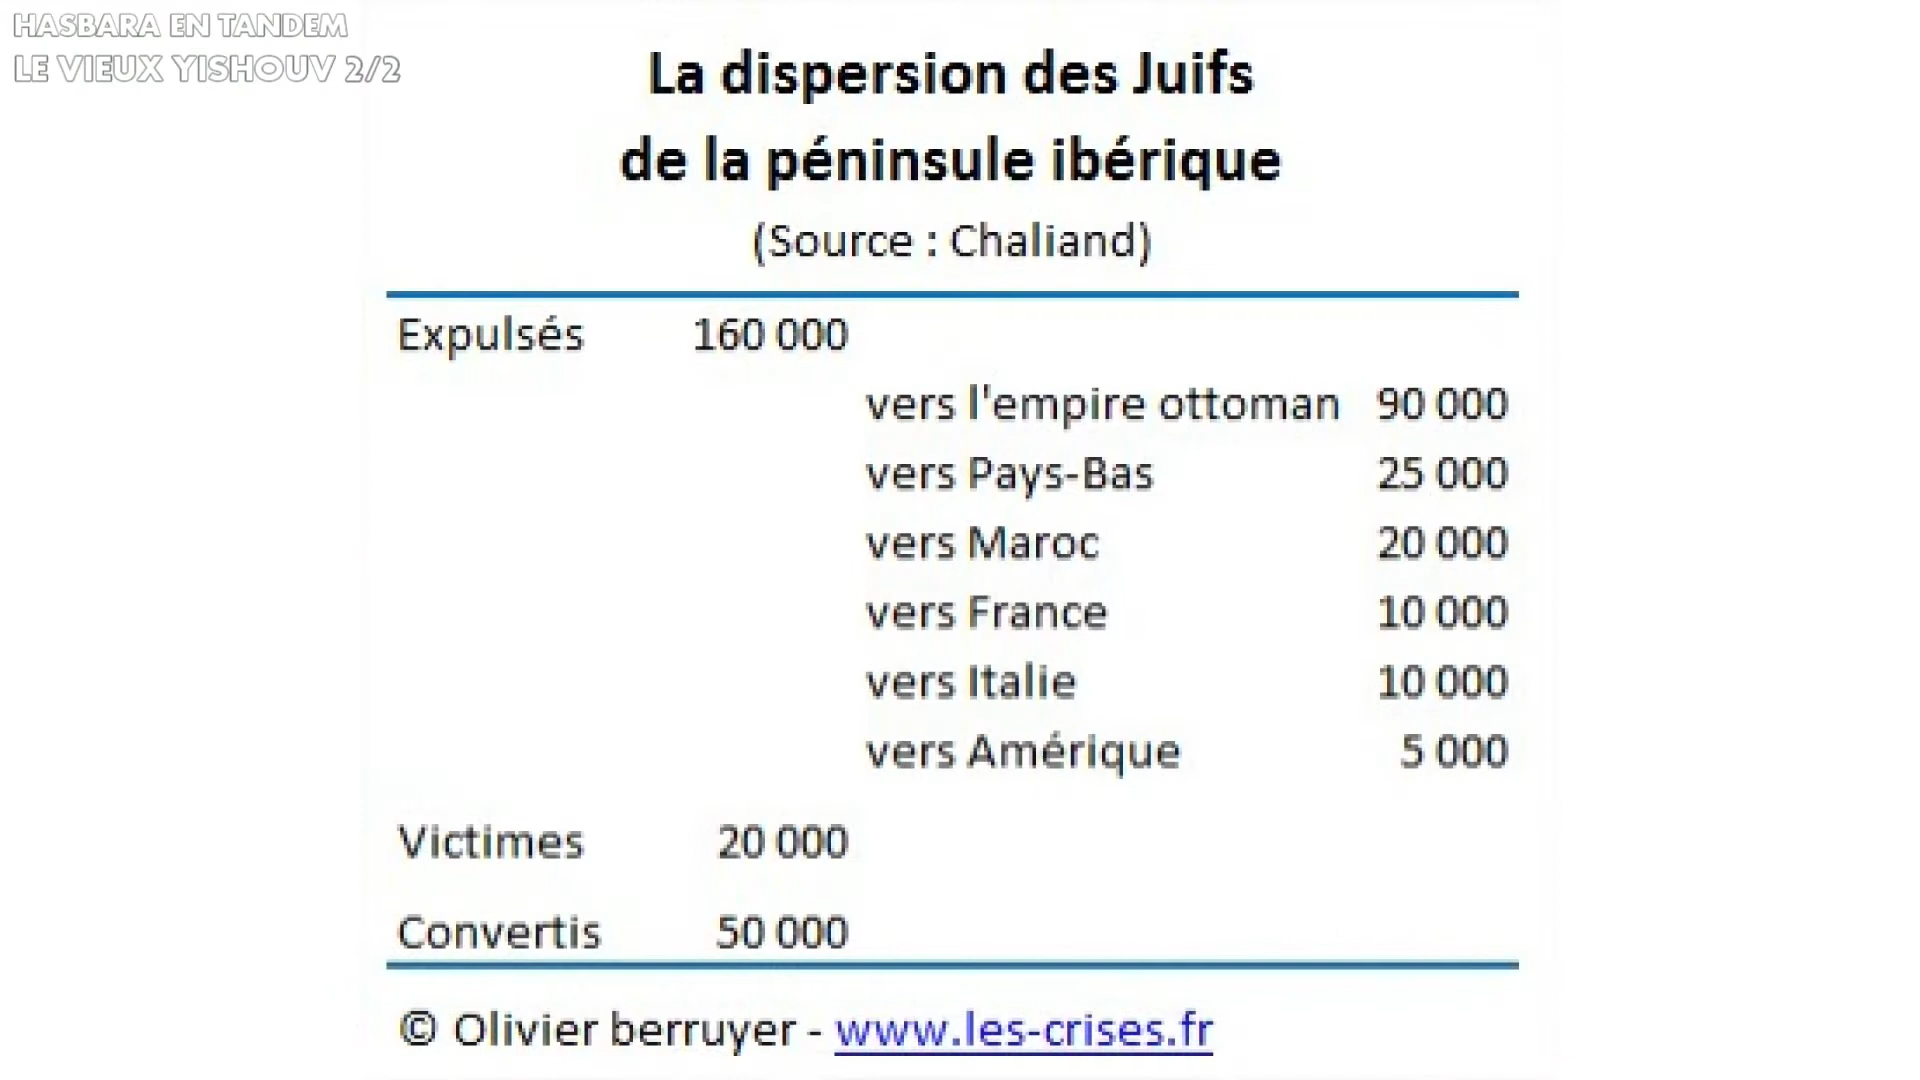 HASBARA EN TANDEM
LE VIEUX YISHOUV 2/2
La dispersion des Juifs
de la péninsule ibérique
(Source : Chaliand)
Expulsés 160 000
vers l'empire ottoman 90 000
vers Pays-Bas 25 000
vers Maroc 20 000
vers France 10 000
vers Italie 10 000
vers Amérique 5 000
Victimes 20 000
Convertis 50 000
© Olivier berruyer - www.les-crises.fr